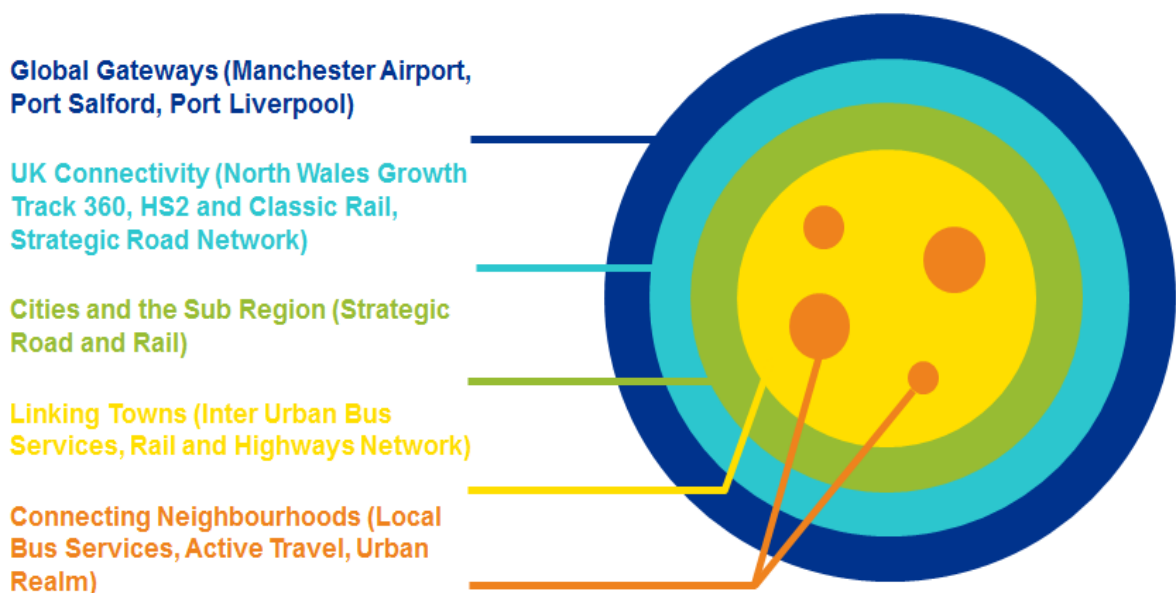 Global Gateways (Manchester Airport,
Port Salford, Port Liverpool)
UK Connectivity (North Wales Growth
Track 360, HS2 and Classic Rail,
Strategic Road Network)
Cities and the Sub Region (Strategic
Road and Rail)
Linking Towns (Inter Urban Bus
Services, Rail and Highways Network)
Connecting Neighbourhoods (Local
Bus Services, Active Travel, Urban
Realm)